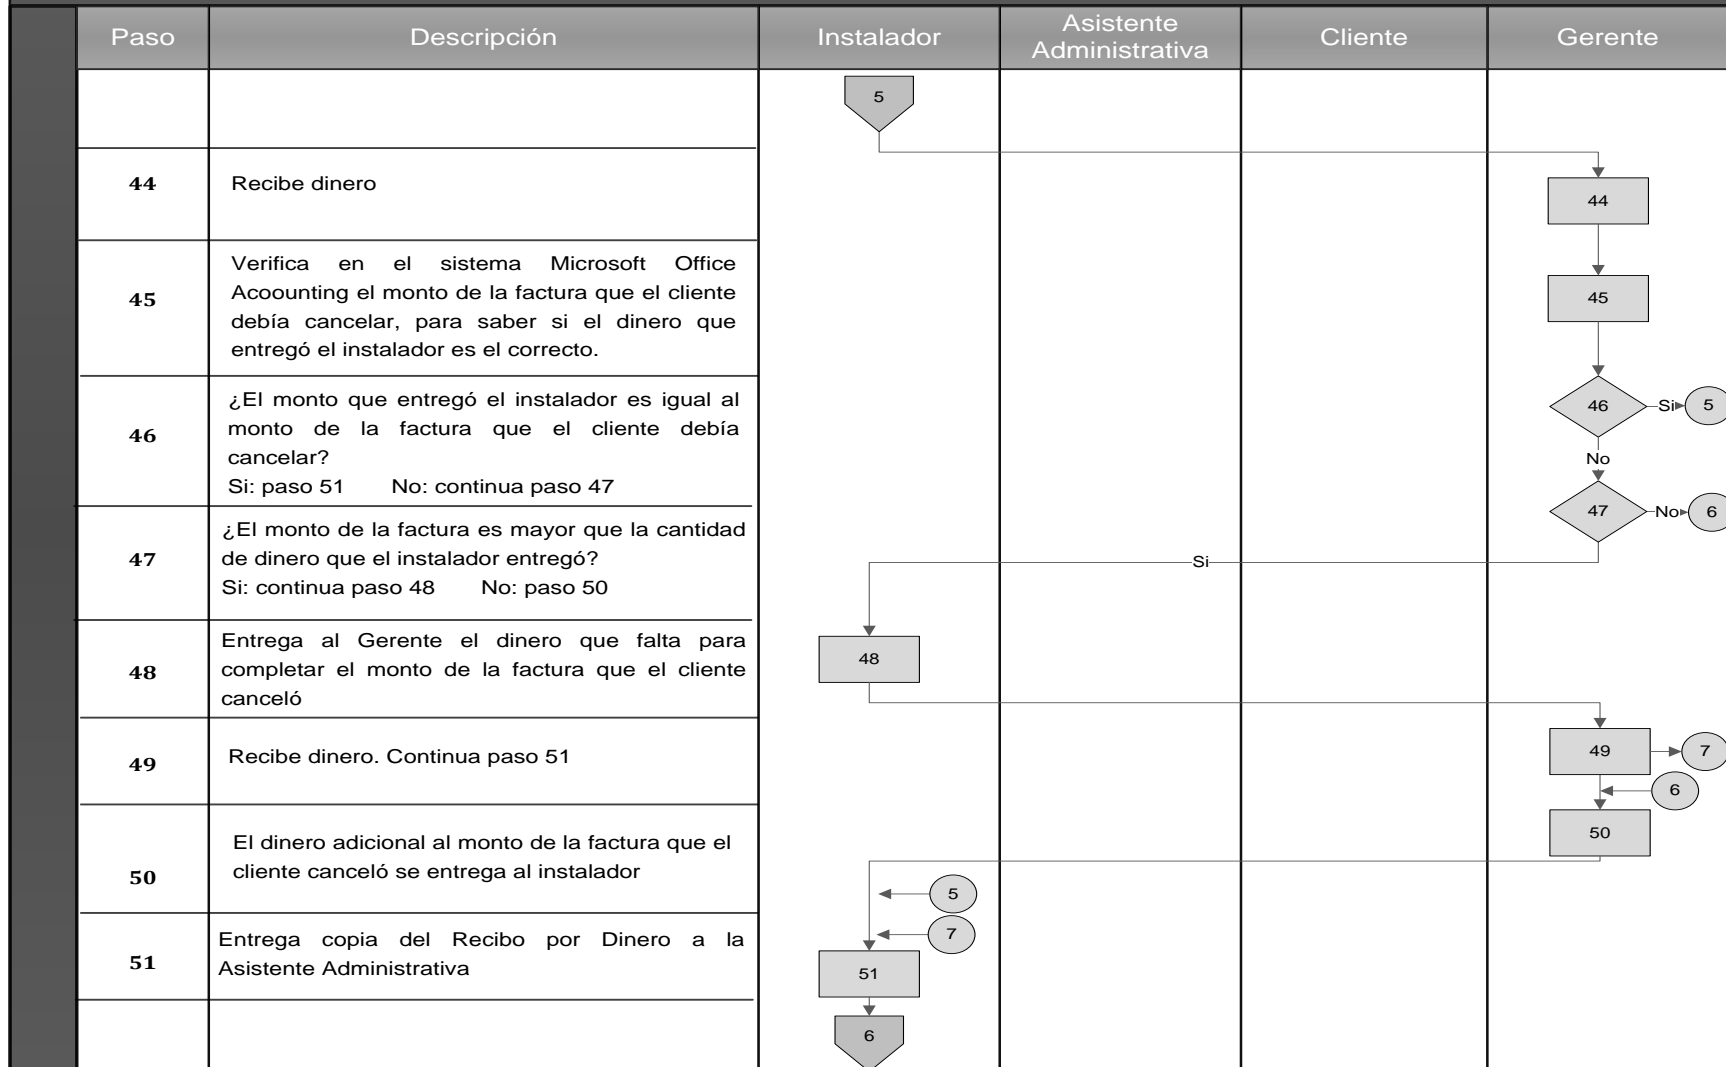 Paso
Descripción
Instalador
Asistente
Administrativa
Cliente
Gerente
5
44
Recibe dinero
44
45
Verifica en el sistema Microsoft Office
Acoounting el monto de la factura que el cliente
debía cancelar, para saber si el dinero que
entregó el instalador es el correcto.
45
46
¿El monto que entregó el instalador es igual al
monto de la factura que el cliente debía
cancelar?
Si: paso 51 No: continua paso 47
46
Si
5
No
47
¿El monto de la factura es mayor que la cantidad
de dinero que el instalador entregó?
Si: continua paso 48 No: paso 50
47
No
6
Si
48
Entrega al Gerente el dinero que falta para
completar el monto de la factura que el cliente
canceló
48
49
Recibe dinero. Continua paso 51
49
7
6
50
El dinero adicional al monto de la factura que el
cliente canceló se entrega al instalador
50
5
7
51
Entrega copia del Recibo por Dinero a la
Asistente Administrativa
51
6